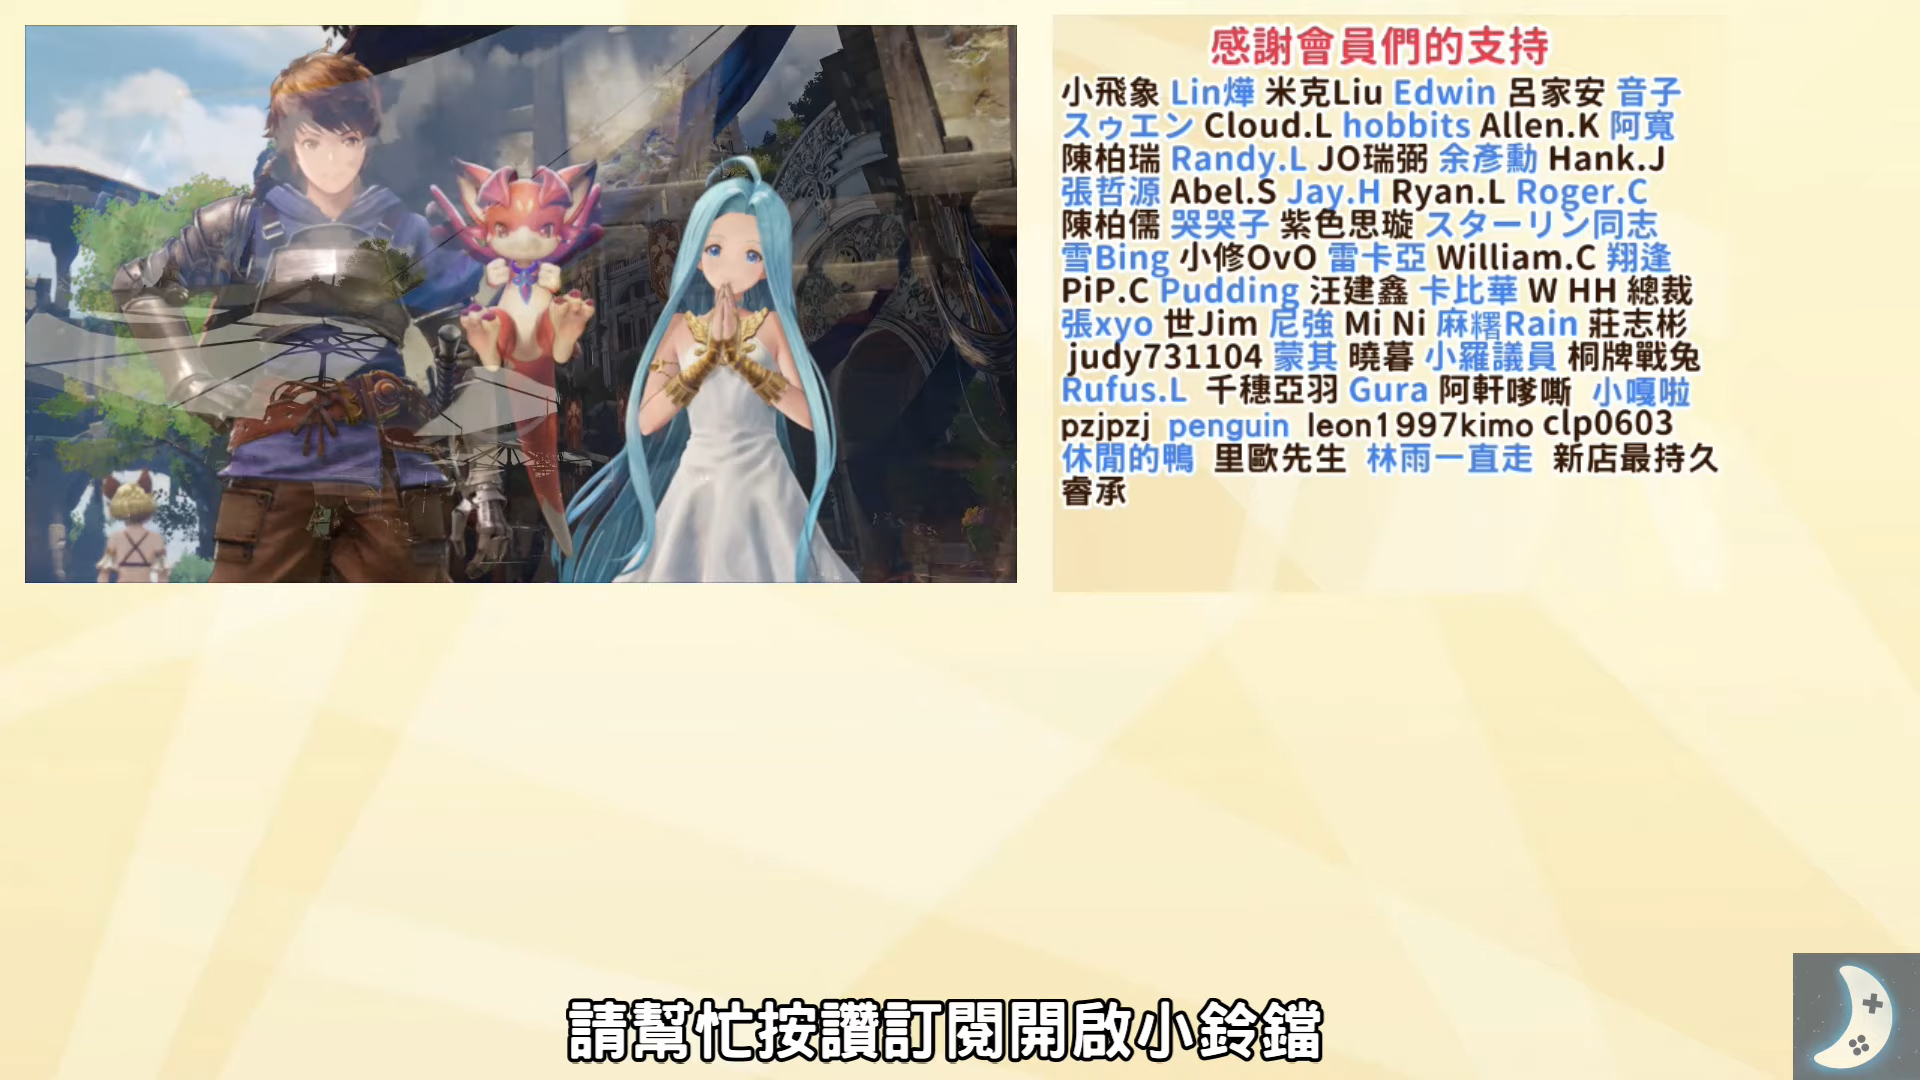 感謝會員們的支持
小飛象 Lin燁 米克Liu Edwin 呂家安 音子
スゥエン Cloud.L hobbits Allen.K 阿寬
陳柏瑞 Randy.L JO瑞弼 余彥勳 Hank.J
張哲源 Abel.S Jay.H Ryan.L Roger.C
陳柏儒 哭哭子 紫色思璇 スターリン同志
雪Bing 小修OvO 雷卡亞 William.C 翔逢
PiP.C Pudding 汪建鑫 卡比華 W HH 總裁
張xyo 世Jim 尼強 Mi Ni 麻糬Rain 莊志彬
judy731104 蒙其 曉暮 小羅議員 桐牌戰兔
Rufus.L 千穗亞羽 Gura 阿軒嗲嘶 小嘎啦
pzjpzj penguin leon1997kimo clp0603
休閒的鴨 里歐先生 林雨一直走 新店最持久
睿承
請幫忙按讚訂閱開啟小鈴鐺